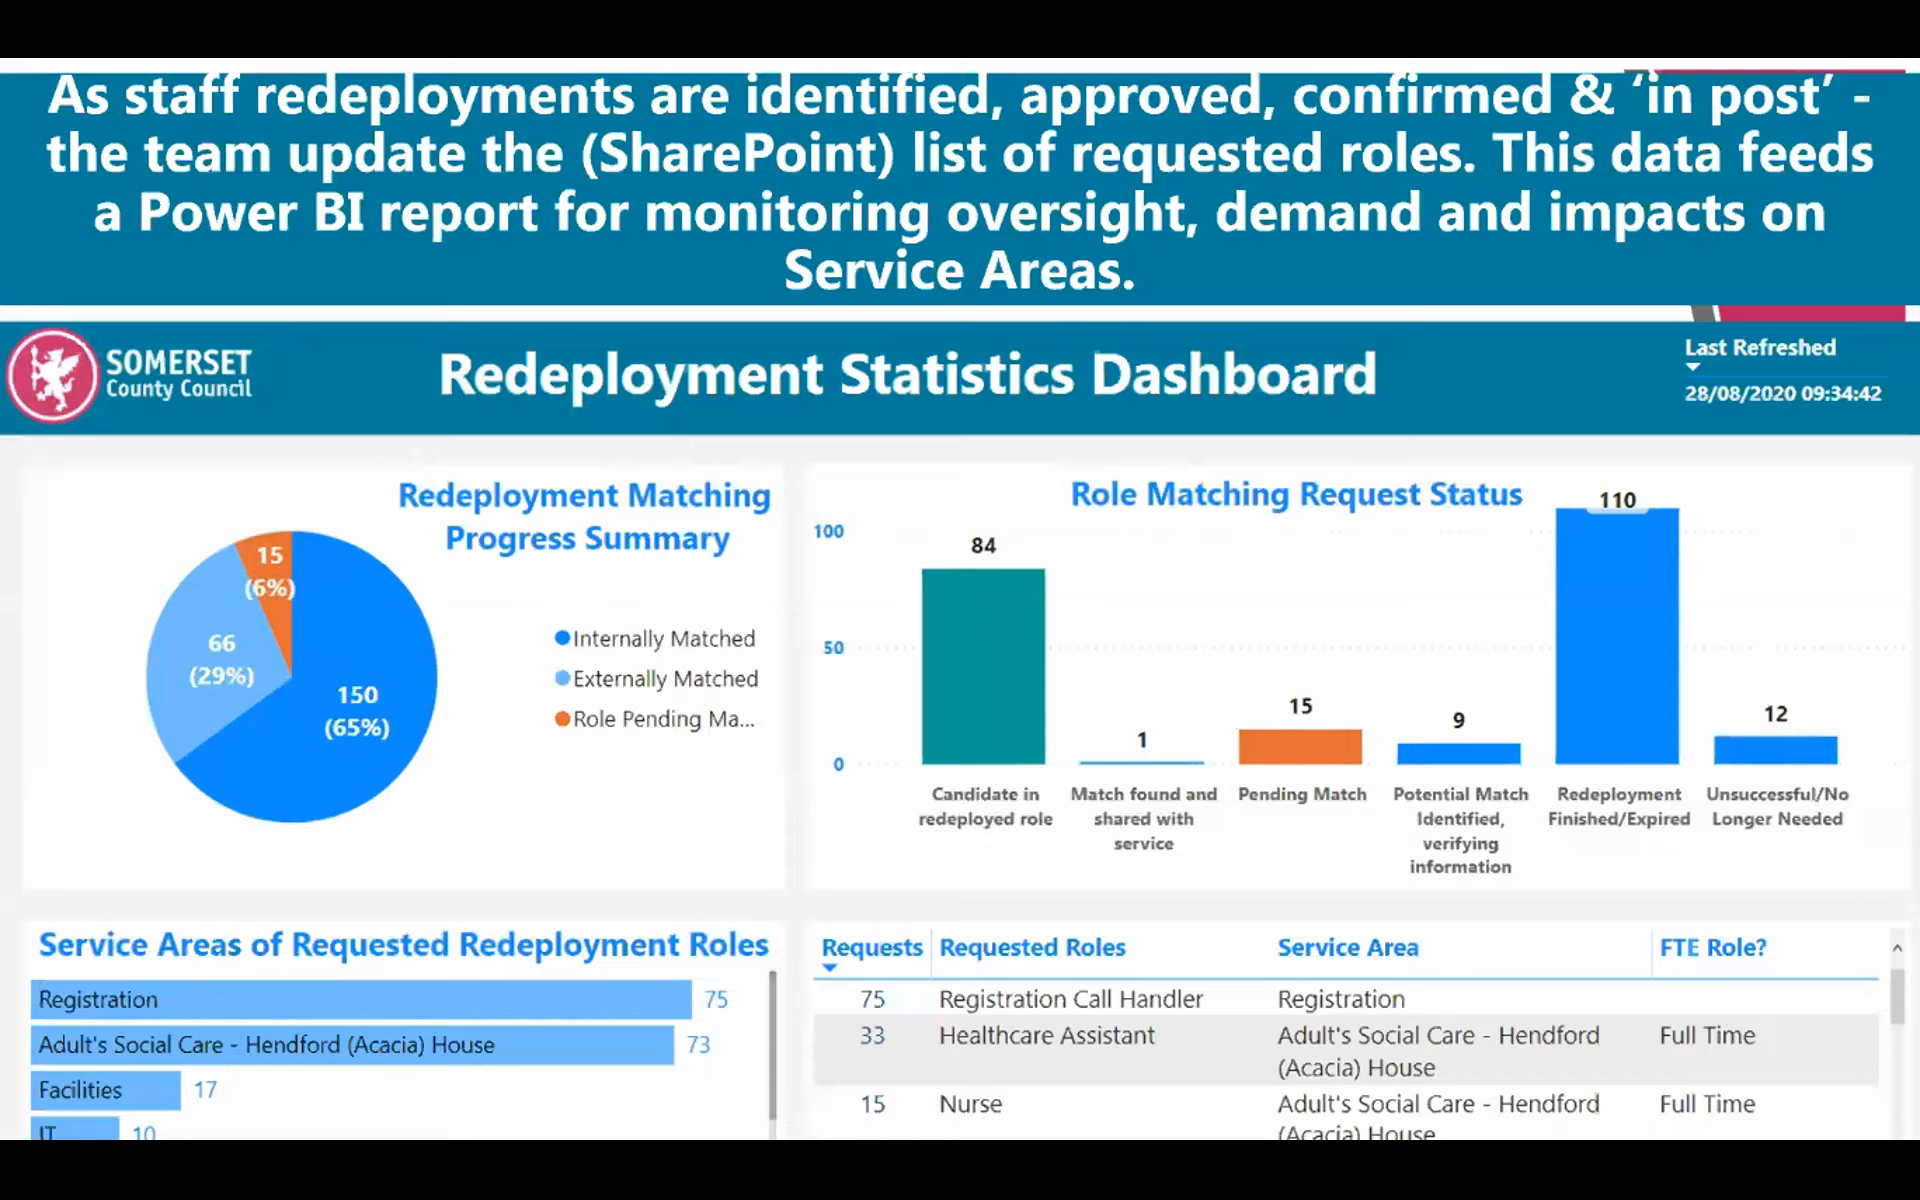 As staff redeployments are identified, approved, confirmed & ‘in post’ -
the team update the (SharePoint) list of requested roles. This data feeds
a Power BI report for monitoring oversight, demand and impacts on
Service Areas.
SOMERSET
County Council
Redeployment Statistics Dashboard
Last Refreshed
28/08/2020 09:34:42
Redeployment Matching
Progress Summary
15
(6%)
66
(29%)
150
(65%)
Internally Matched
Externally Matched
Role Pending Ma...
Role Matching Request Status
100
50
0
84
1
15
9
110
12
Candidate in
redeployed role
Match found and
shared with
service
Pending Match
Potential Match
Identified,
verifying
information
Redeployment
Finished/Expired
Unsuccessful/No
Longer Needed
Service Areas of Requested Redeployment Roles
Registration 75
Adult's Social Care - Hendford (Acacia) House 73
Facilities 17
IT 10
Requests Requested Roles Service Area FTE Role?
75 Registration Call Handler Registration
33 Healthcare Assistant Adult's Social Care - Hendford Full Time
(Acacia) House
15 Nurse Adult's Social Care - Hendford Full Time
(Acacia) House